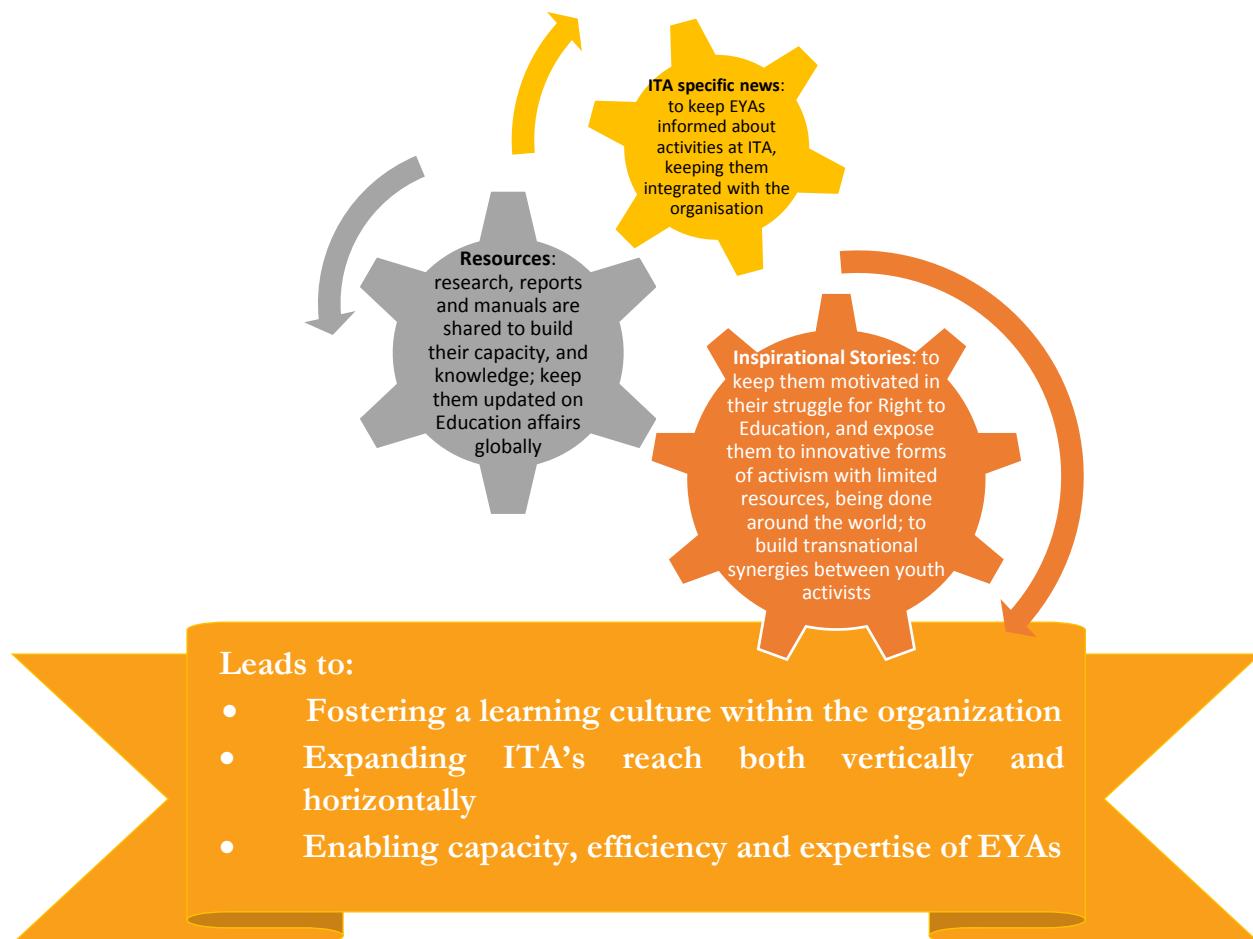 ITA specific news:
to keep EYAs
informed about
activities at ITA,
keeping them
integrated with the
organisation
Resources:
research, reports
and manuals are
shared to build
their capacity, and
knowledge; keep
them updated on
Education affairs
globally
Inspirational Stories: to
keep them motivated in
their struggle for Right to
Education, and expose
them to innovative forms
of activism with limited
resources, being done
around the world; to
build transnational
synergies between youth
activists
Leads to:
• Fostering a learning culture within the organization
• Expanding ITA's reach both vertically and
horizontally
• Enabling capacity, efficiency and expertise of EYAs